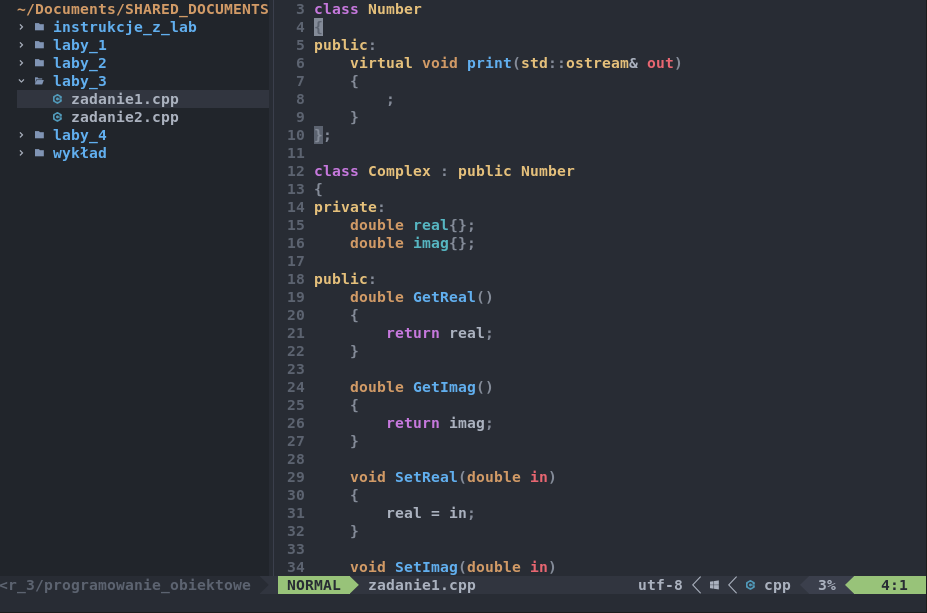 ~/Documents/SHARED_DOCUMENTS
instrukcje_z_lab
laby_1
laby_2
laby_3
zadanie1.cpp
zadanie2.cpp
laby_4
wykład
3 class Number
4 {
5 public:
6     virtual void print(std::ostream& out)
7     {
8         ;
9     }
10 };
11
12 class Complex : public Number
13 {
14 private:
15     double real{};
16     double imag{};
17
18 public:
19     double GetReal()
20     {
21         return real;
22     }
23
24     double GetImag()
25     {
26         return imag;
27     }
28
29     void SetReal(double in)
30     {
31         real = in;
32     }
33
34     void SetImag(double in)
<r_3/programowanie_obiektowe NORMAL zadanie1.cpp utf-8 cpp 3% 4:1